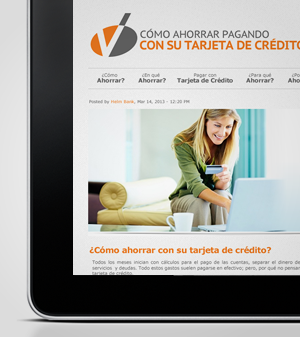 CÓMO AHORRAR PAGANDO
CON SU TARJETA DE CRÉDITO
¿Cómo Ahorrar?
¿En qué Ahorrar?
Pagar con Tarjeta de Crédito
¿Para qué Ahorrar?
Posted by Hahn Bank, Mar 14, 2013 - 12:20 PM
¿Cómo ahorrar con su tarjeta de crédito?
Todos los meses inician con cálculos para el pago de las cuentas, separar el dinero de
servicios y deudas. Todo estos gastos suelen pagarse en efectivo; pero, por qué no pensar
tarjeta de crédito.